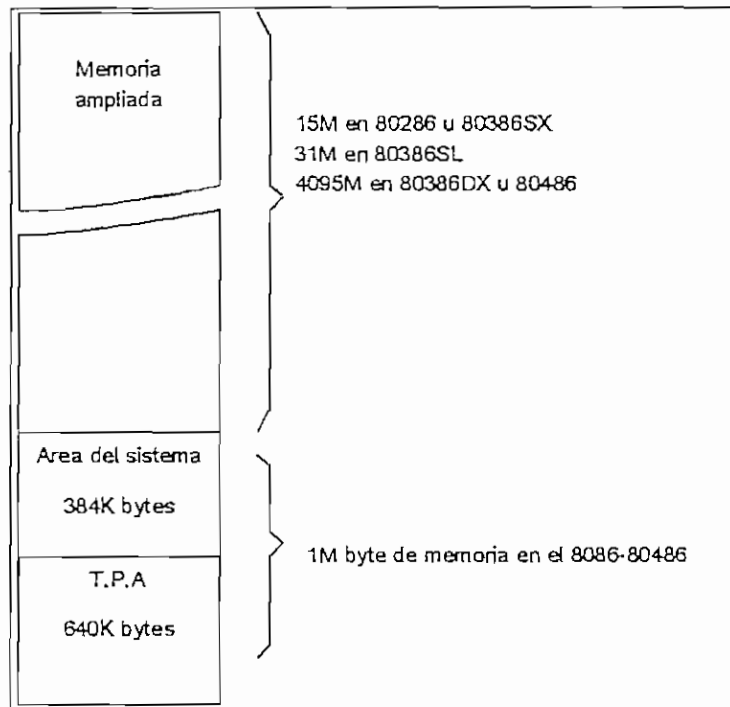 Memoria
ampliada
15M en 80286 u 80386SX
31M en 80386SL
4095M en 80386DX u 80486
Area del sistema
384K bytes
1M byte de memoria en el 8086-80486
T.P.A
640K bytes